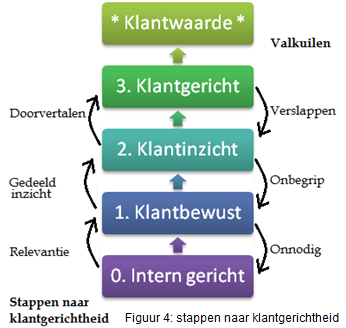 * Klantwaarde *
Valkuilen
3. Klantgericht
Doorvertalen
Verslappen
2. Klantinzicht
Gedeeld
inzicht
Onbegrip
1. Klantbewust
Relevantie
Onnodig
0. Intern gericht
Stappen naar
klantgerichtheid
Figuur 4: stappen naar klantgerichtheid